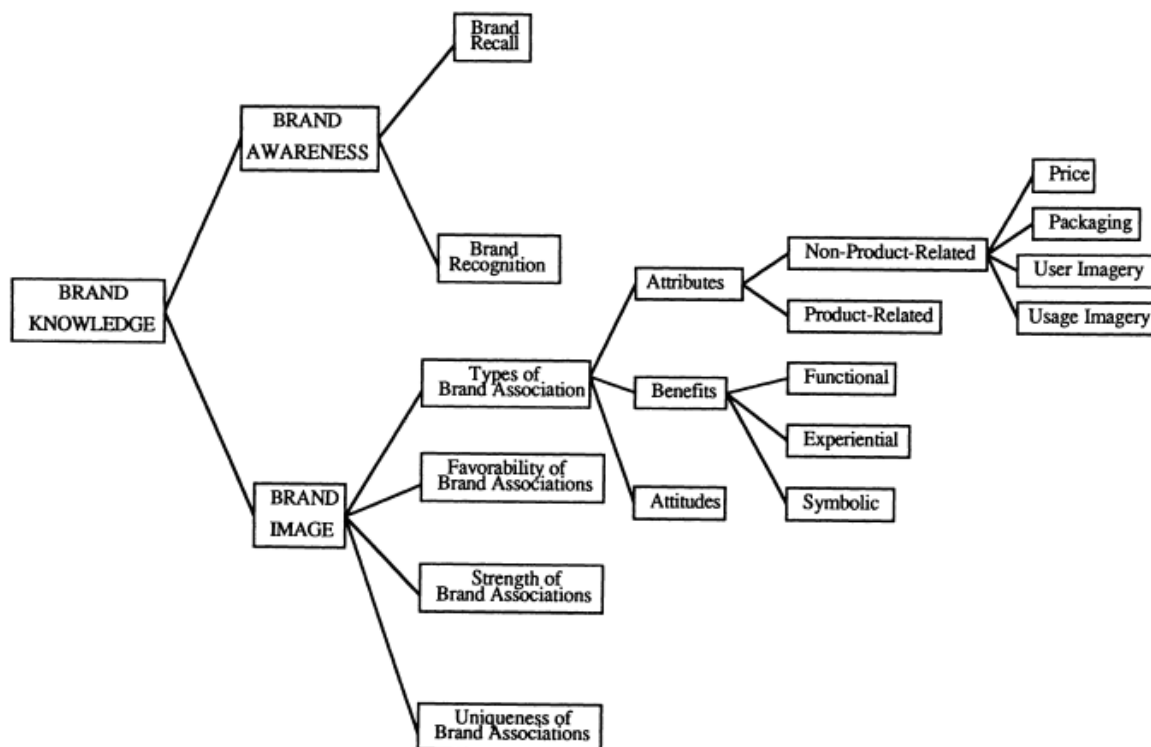 Brand
Recall
BRAND
AWARENESS
Brand
Recognition
BRAND
KNOWLEDGE
BRAND
IMAGE
Types of
Brand Association
Favorability of
Brand Associations
Strength of
Brand Associations
Uniqueness of
Brand Associations
Attributes
Benefits
Attitudes
Non-Product-Related
Product-Related
Functional
Experiential
Symbolic
Price
Packaging
User Imagery
Usage Imagery